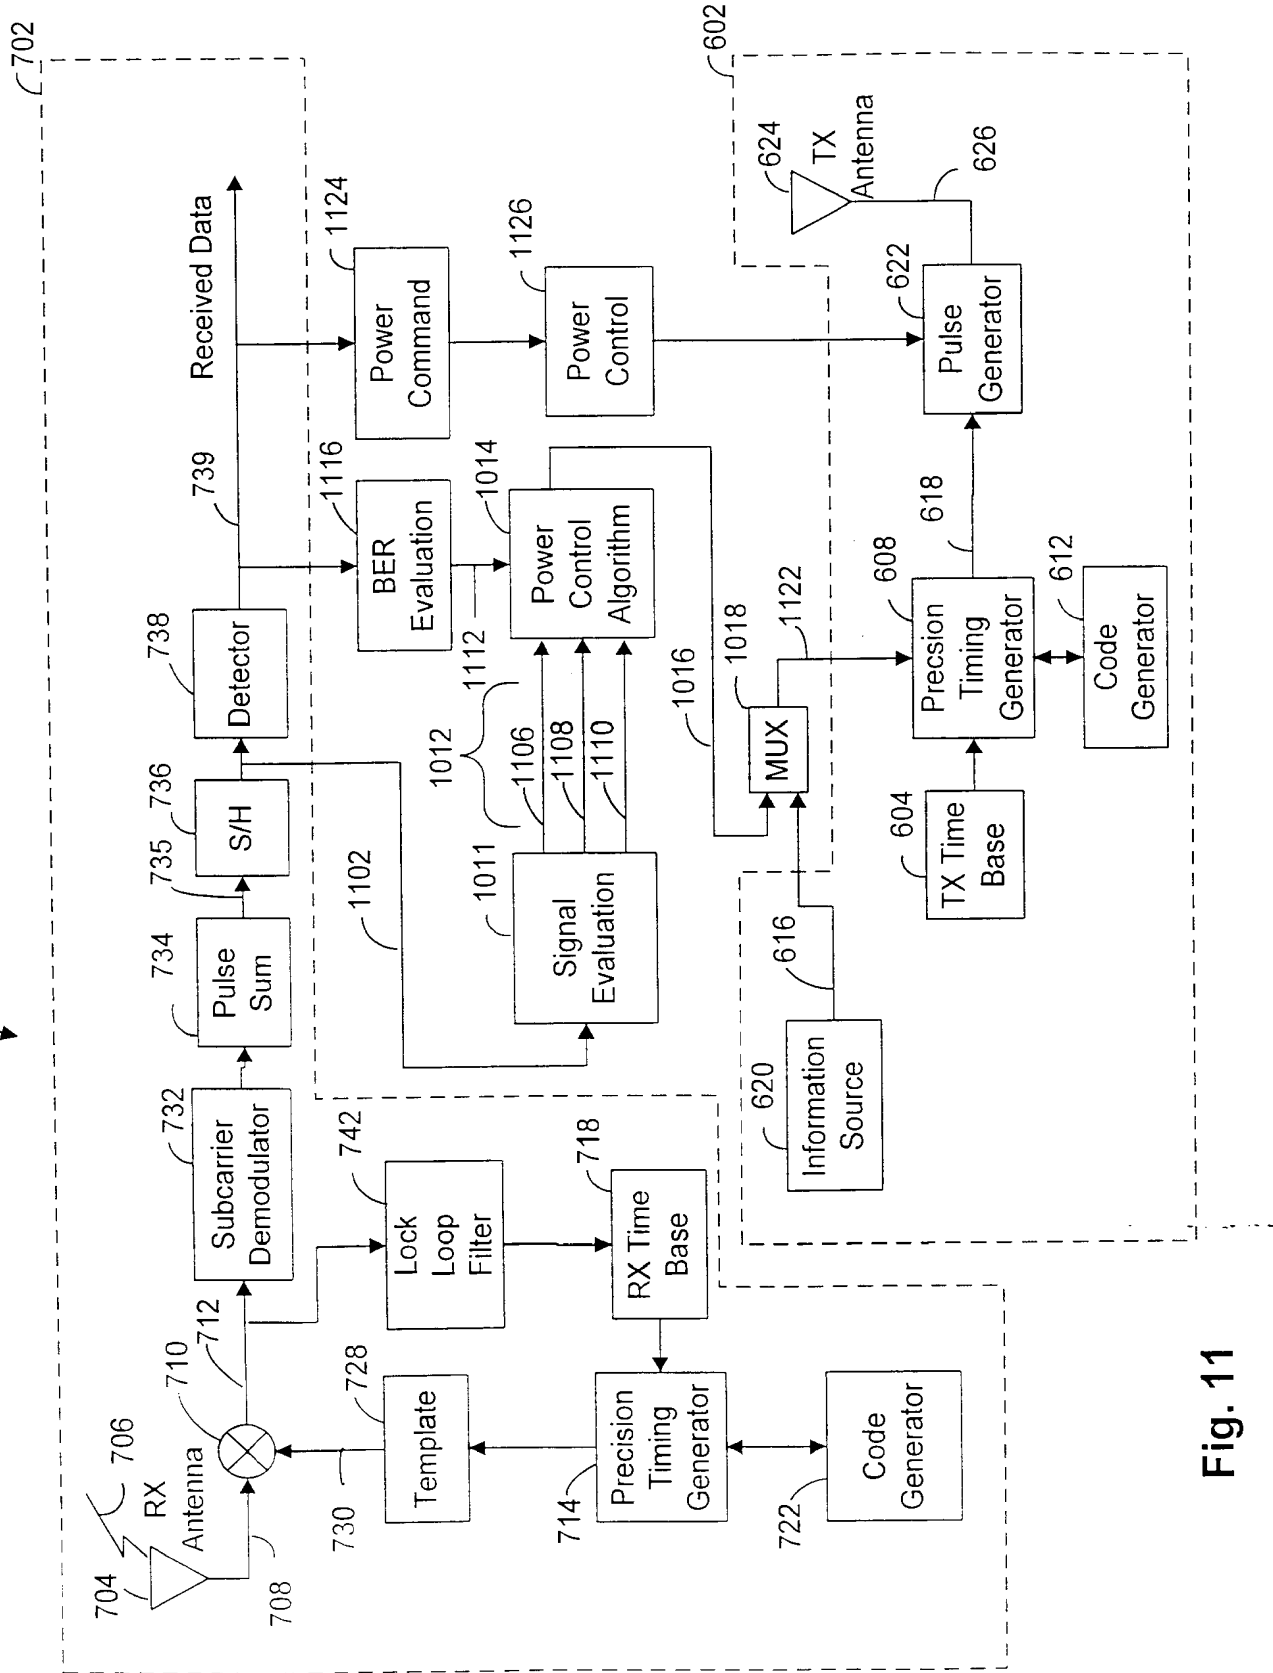 702
704
706
RX
Antenna
708
710
712
Subcarrier
Demodulator
732
Pulse
Sum
734
735
S/H
736
Detector
738
739
Received Data
730
Template
728
Lock
Loop
Filter
742
1102
BER
Evaluation
1116
Power
Command
1124
714
Precision
Timing
Generator
RX Time
Base
718
Signal
Evaluation
1011
1012
1106
1108
1110
1112
Power
Control
Algorithm
1014
Power
Control
1126
722
Code
Generator
1016
MUX
1018
1122
602
624
TX
Antenna
626
Information
Source
620
616
TX Time
Base
604
Precsion
Timing
Generator
608
618
Pulse
Generator
622
Code
Generator
612
Fig. 11